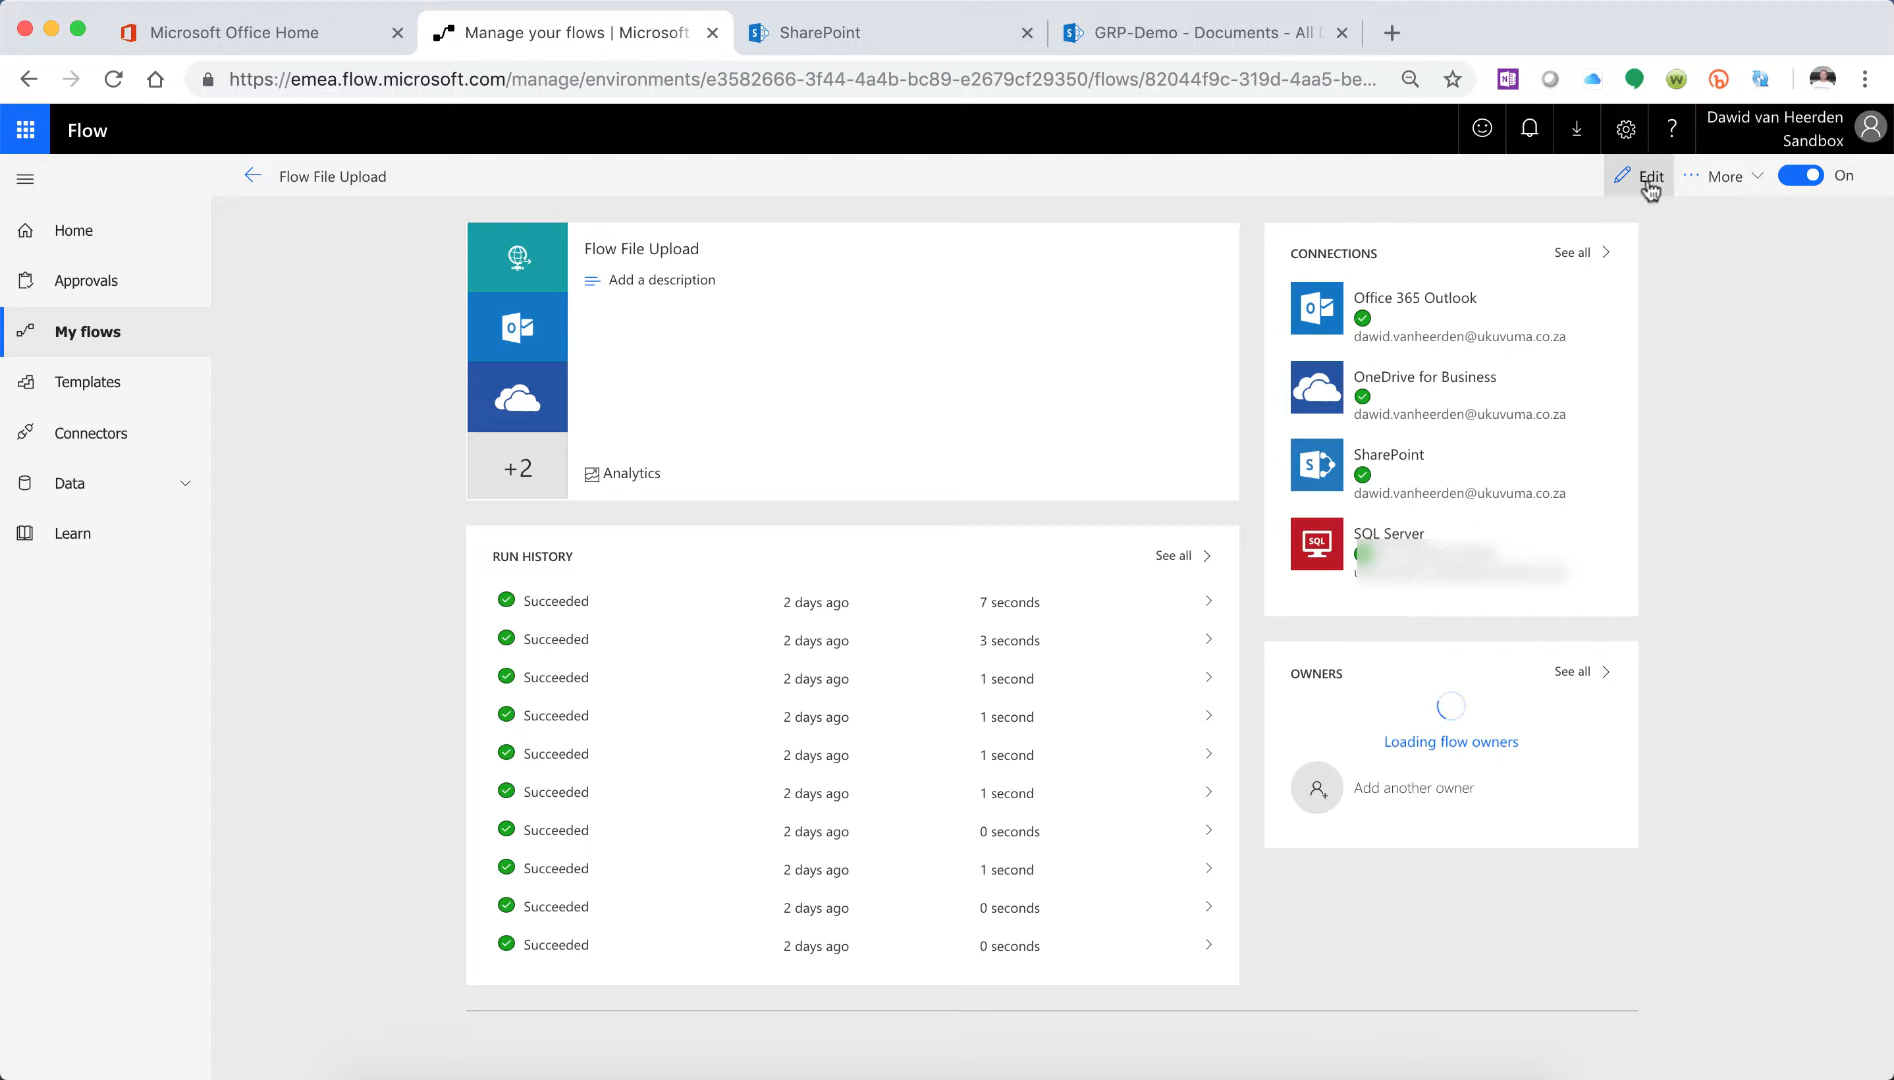 Microsoft Office Home
Manage your flows | Microsoft
SharePoint
GRP-Demo - Documents - All
https://emea.flow.microsoft.com/manage/environments/e3582666-3f44-4a4b-bc89-e2679cf29350/flows/82044f9c-319d-4aa5-be...
Flow
Dawid van Heerden
Sandbox
Flow File Upload
Edit
More
On
Home
Approvals
My flows
Templates
Connectors
Data
Learn
Flow File Upload
Add a description
+2
Analytics
RUN HISTORY
See all
Succeeded 2 days ago 7 seconds
Succeeded 2 days ago 3 seconds
Succeeded 2 days ago 1 second
Succeeded 2 days ago 1 second
Succeeded 2 days ago 1 second
Succeeded 2 days ago 1 second
Succeeded 2 days ago 0 seconds
Succeeded 2 days ago 1 second
Succeeded 2 days ago 0 seconds
Succeeded 2 days ago 0 seconds
CONNECTIONS
See all
Office 365 Outlook
dawid.vanheerden@ukuvuma.co.za
OneDrive for Business
dawid.vanheerden@ukuvuma.co.za
SharePoint
dawid.vanheerden@ukuvuma.co.za
SQL
SQL Server
OWNERS
See all
Loading flow owners
Add another owner